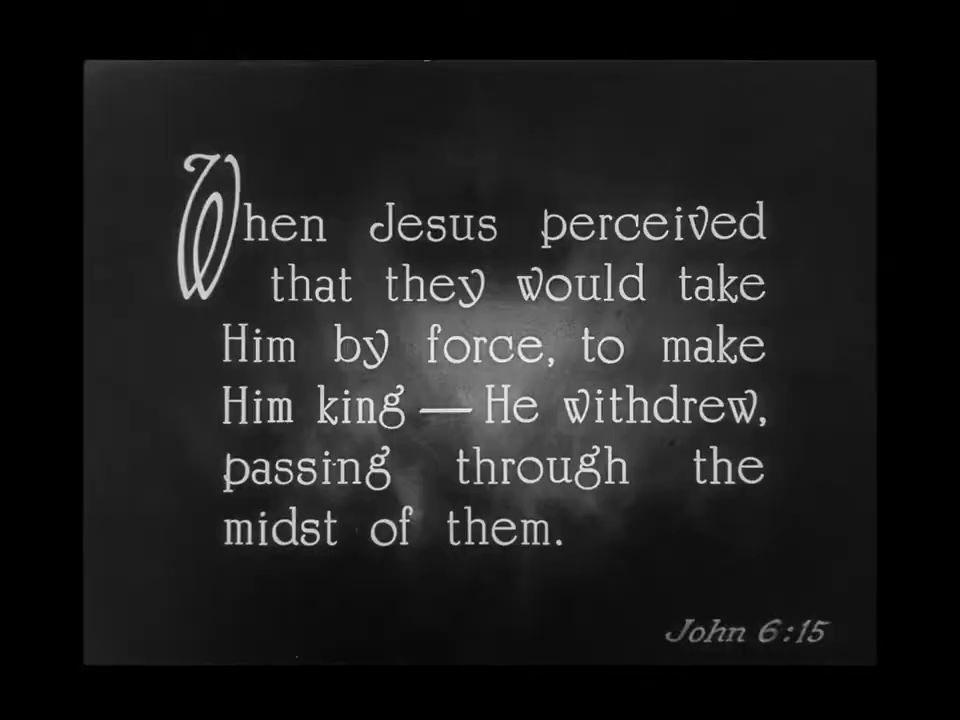 When Jesus perceived
that they would take
Him by force, to make
Him king — He withdrew,
passing through the
midst of them.
John 6:15